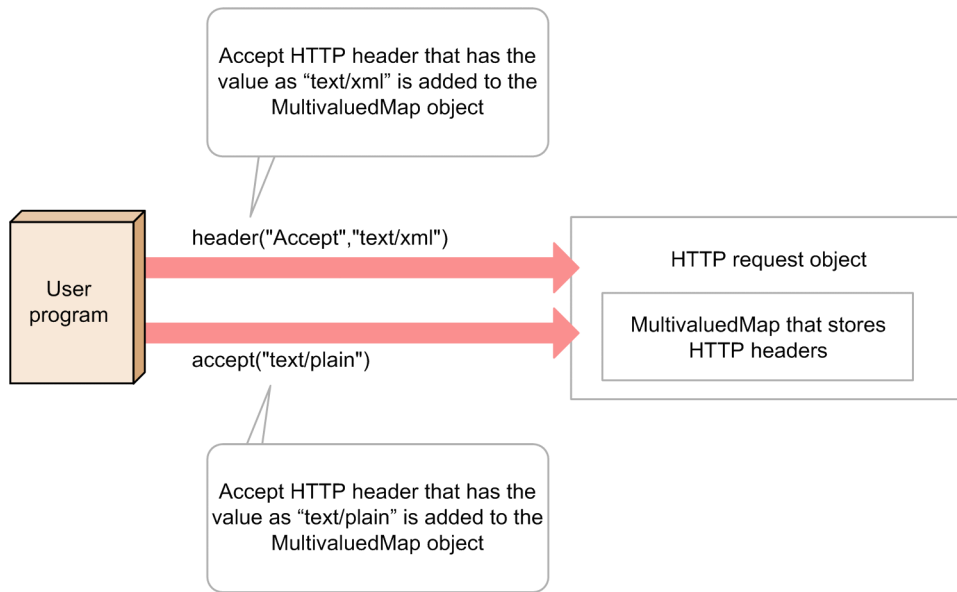 Accept HTTP header that has the
value as “text/xml” is added to the
MultivaluedMap object
header("Accept","text/xml")
User
program
HTTP request object
MultivaluedMap that stores
HTTP headers
accept("text/plain")
Accept HTTP header that has the
value as “text/plain” is added to the
MultivaluedMap object